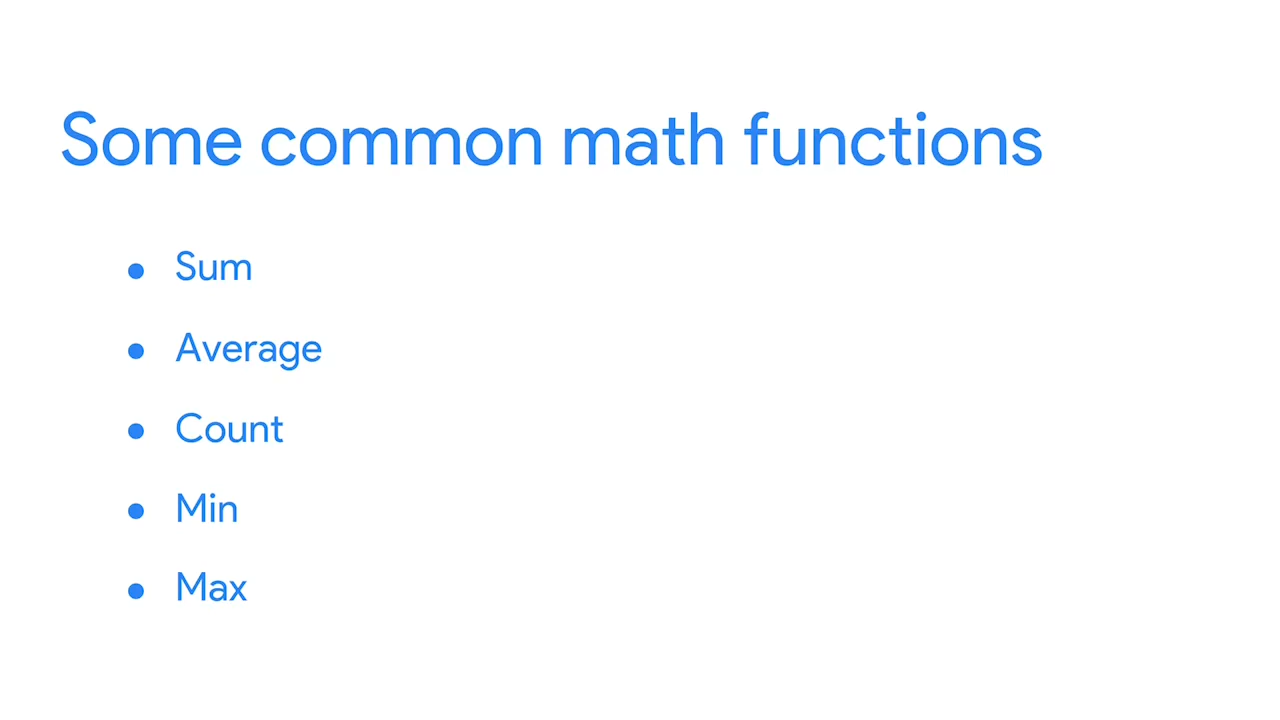 Some common math functions
● Sum
● Average
● Count
● Min
● Max